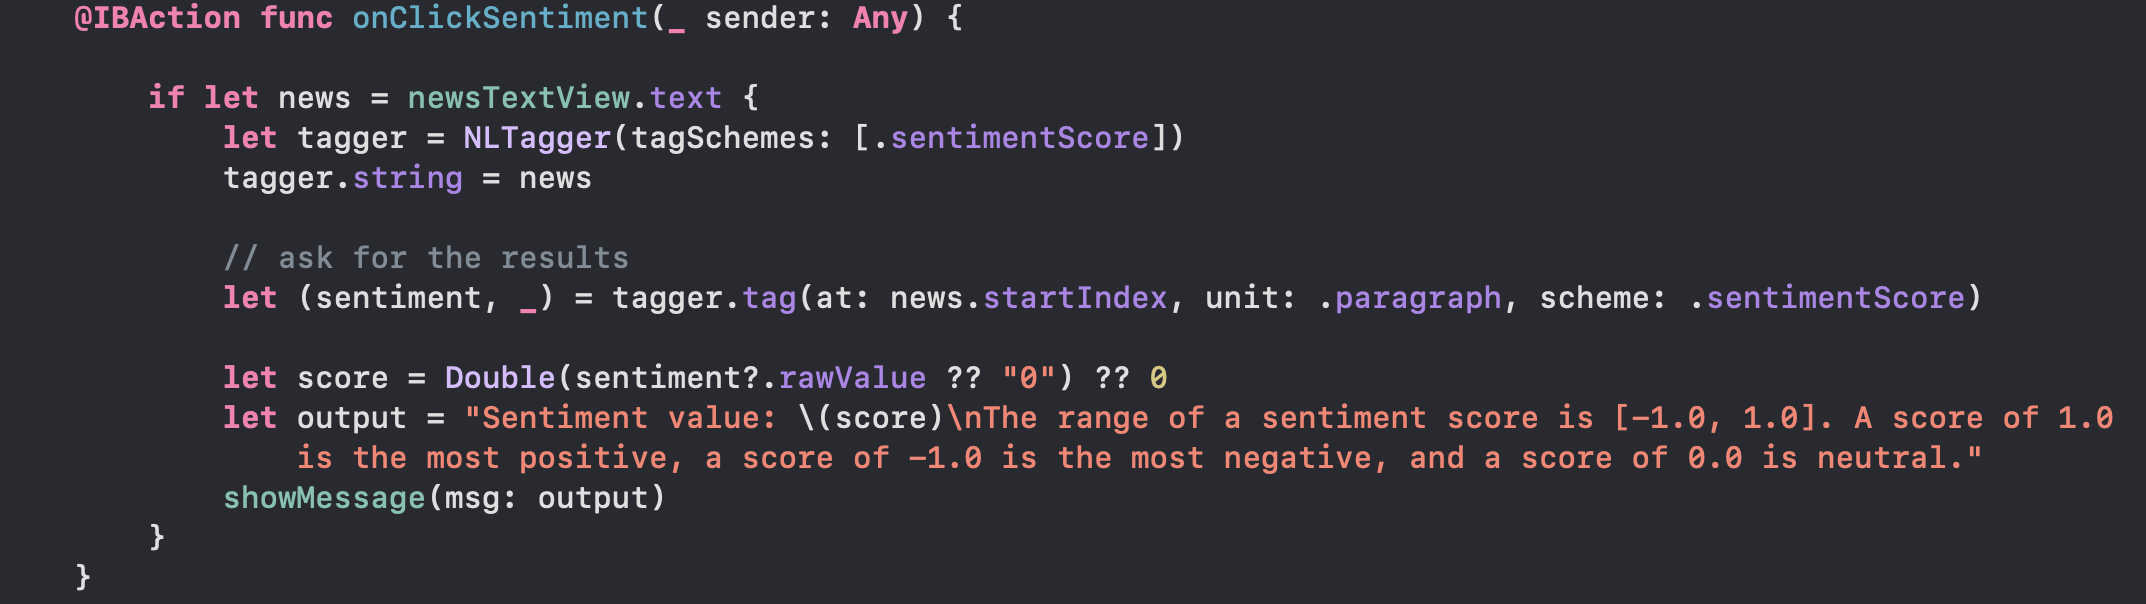 @IBAction func onClickSentiment(_ sender: Any) {
if let news = newsTextView.text {
let tagger = NLTagger(tagSchemes: [.sentimentScore])
tagger.string = news
// ask for the results
let (sentiment, _) = tagger.tag(at: news.startIndex, unit: .paragraph, scheme: .sentimentScore)
let score = Double(sentiment?.rawValue ?? "0") ?? 0
let output = "Sentiment value: \(score)\nThe range of a sentiment score is [-1.0, 1.0]. A score of 1.0
is the most positive, a score of -1.0 is the most negative, and a score of 0.0 is neutral."
showMessage(msg: output)
}
}